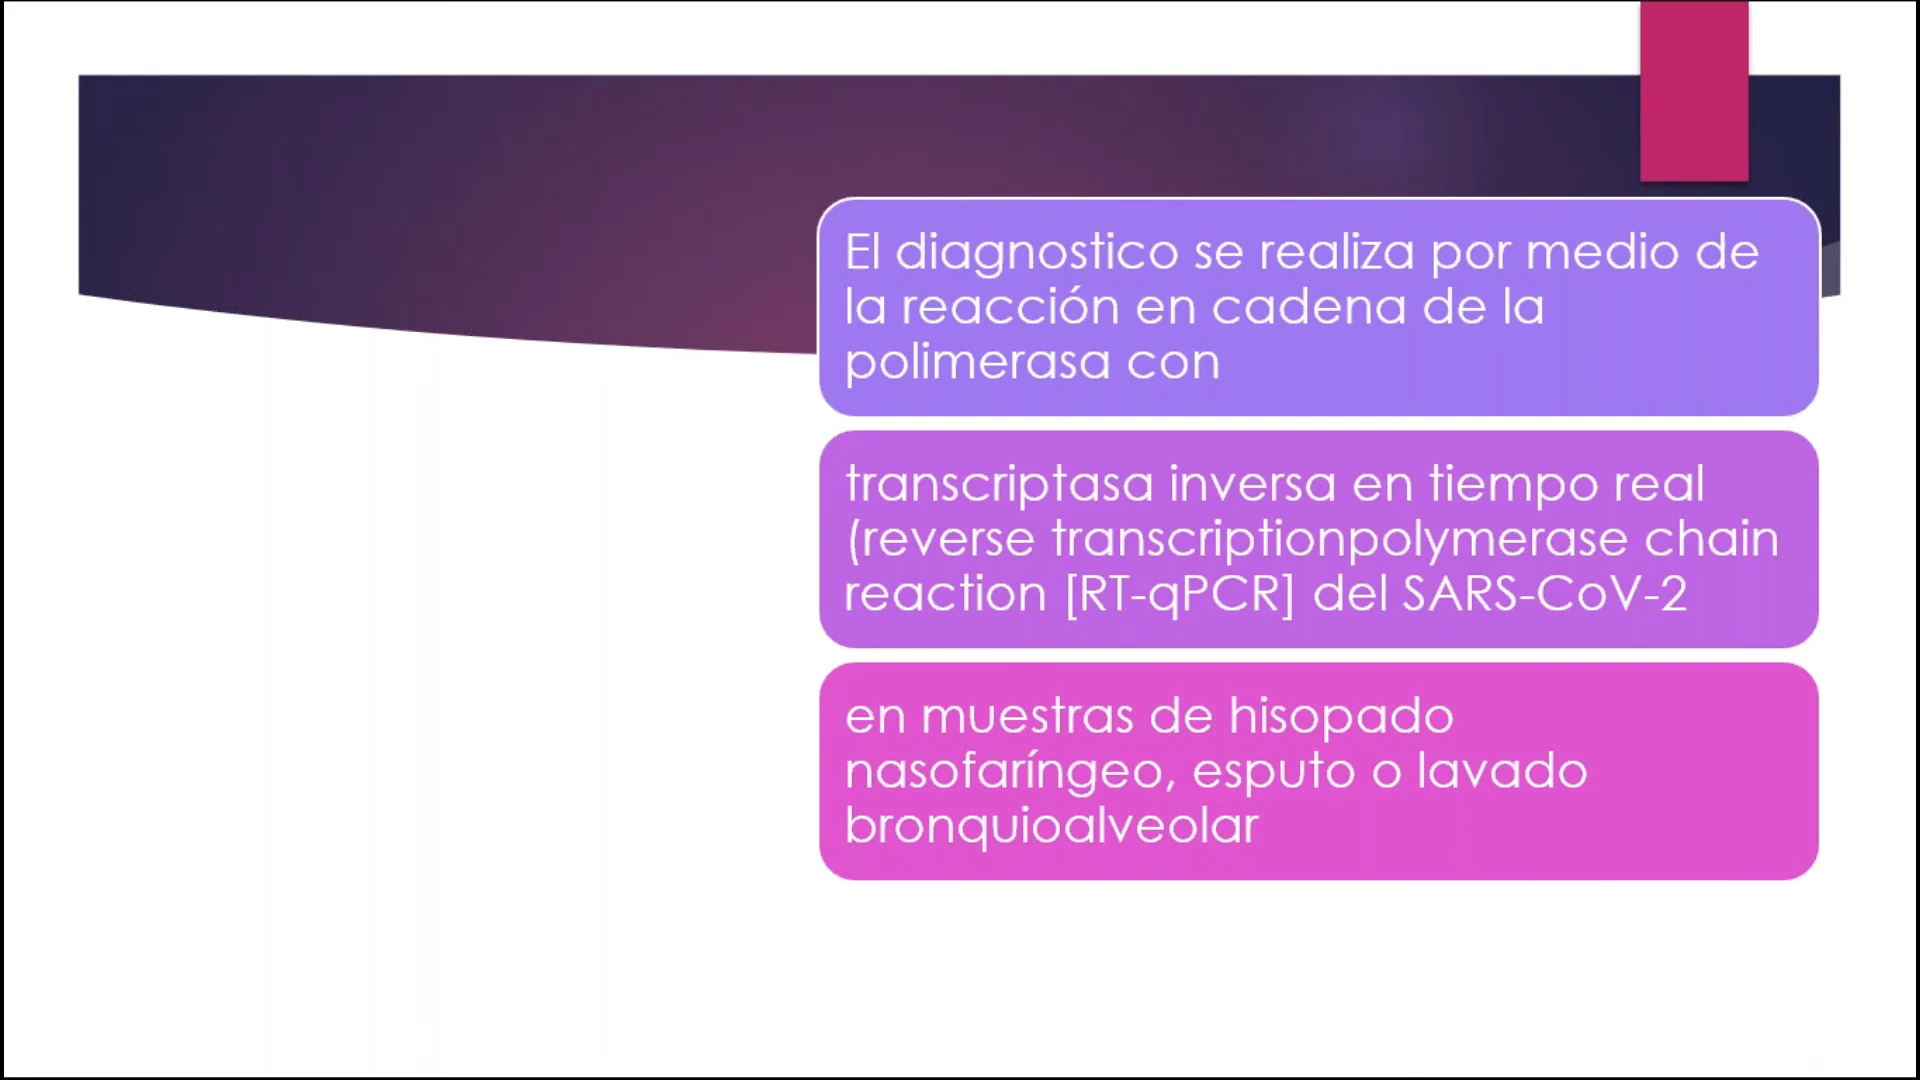 El diagnostico se realiza por medio de
la reacción en cadena de la
polimerasa con
transcriptasa inversa en tiempo real
(reverse transcriptionpolymerase chain
reaction [RT-qPCR] del SARS-CoV-2
en muestras de hisopado
nasofaríngeo, esputo o lavado
bronquioalveolar